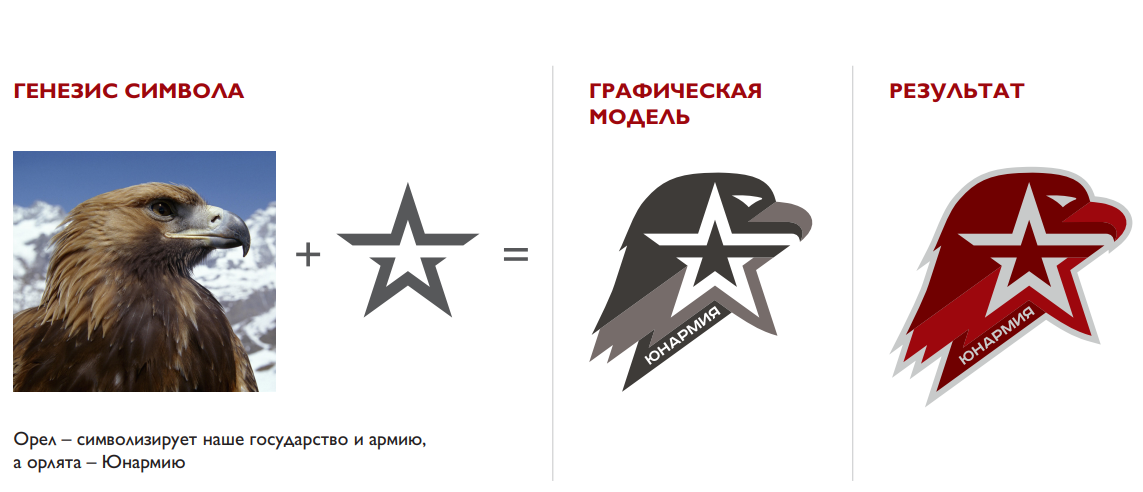 ГЕНЕЗИС СИМВОЛА
+
=
Орел – символизирует наше государство и армию,
а орлята – Юнармию
ГРАФИЧЕСКАЯ
МОДЕЛЬ
ЮНАРМИЯ
РЕЗУЛЬТАТ
ЮНАРМИЯ